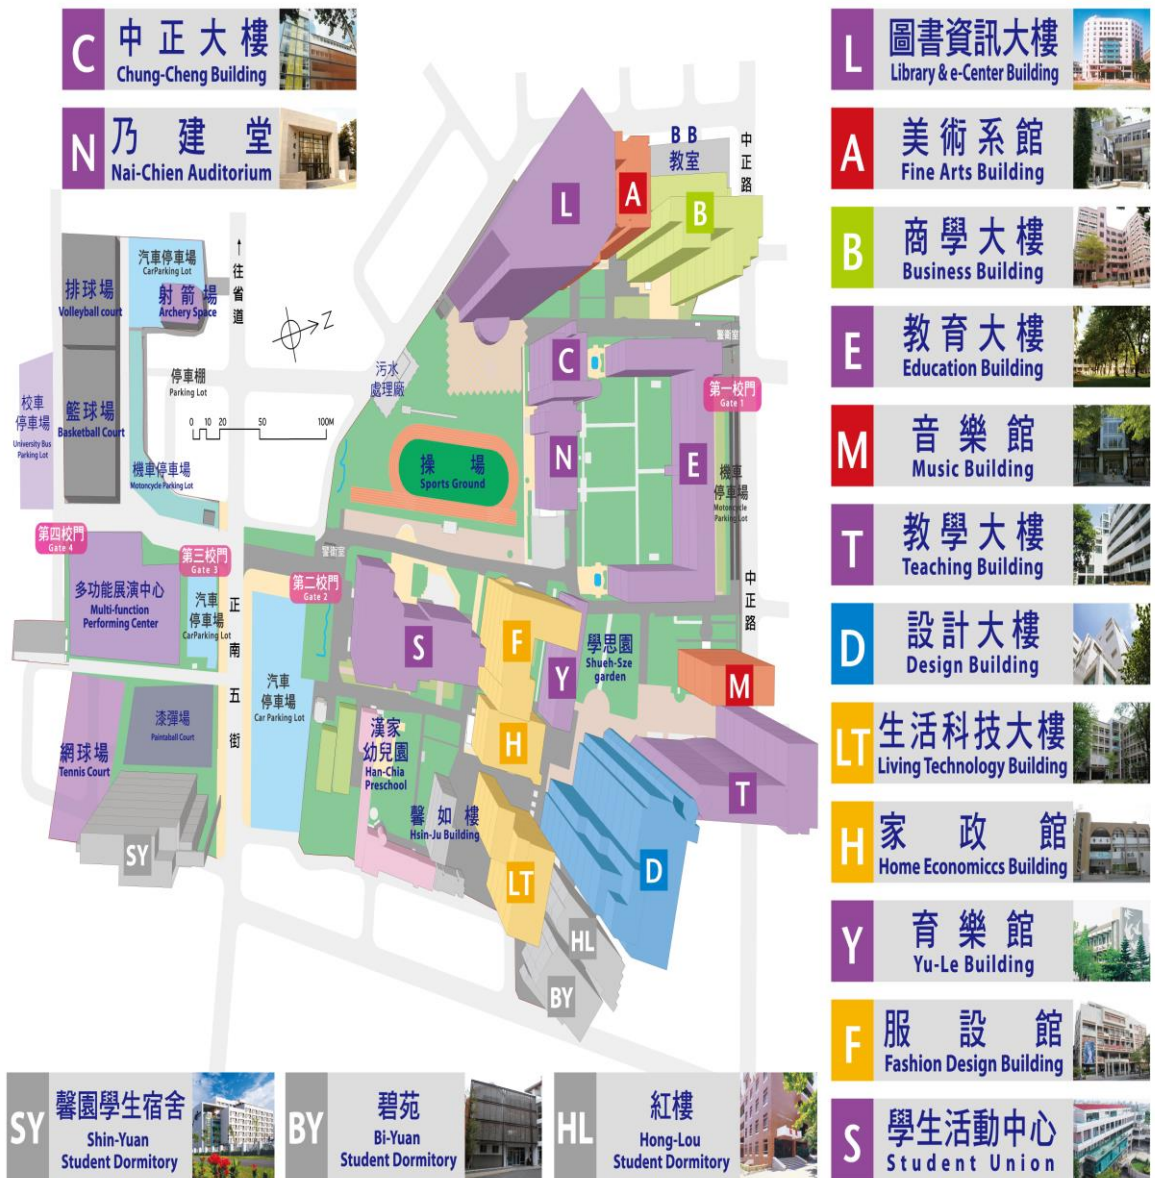 C
中正大樓
Chung-Cheng Building
N
乃建堂
Nai-Chien Auditorium
L
圖書資訊大樓
Library & e-Center Building
A
美術系館
Fine Arts Building
B
商學大樓
Business Building
E
教育大樓
Education Building
M
音樂館
Music Building
T
教學大樓
Teaching Building
D
設計大樓
Design Building
LT
生活科技大樓
Living Technology Building
H
家政館
Home Economiccs Building
Y
育樂館
Yu-Le Building
F
服設館
Fashion Design Building
S
學生活動中心
Student Union
B B
教室
中正路
L
A
B
↑往省道
汽車停車場
CarParking Lot
射箭場
Archery Space
排球場
Volleyball court
Z
停車棚
Parking Lot
污水
處理廠
警衛室
C
第一校門
Gate 1
校車
停車場
University Bus
Parking Lot
籃球場
Basketball Court
0 10 20 50 100M
機車停車場
Motoncycle Parking Lot
操場
Sports Ground
N
E
機車
停車場
Motorcycle
Parking Lot
第四校門
Gate 4
第三校門
Gate 3
警衛室
第二校門
Gate 2
多功能展演中心
Multi-function
Performing Center
汽車
停車場
CarParking Lot
正南五街
中正路
S
F
學思園
Shueh-Sze
garden
Y
M
汽車
停車場
Car Parking Lot
漆彈場
Paintalball Court
網球場
Tennis Court
漢家
幼兒園
Han-Chia
Preschool
H
T
馨如樓
Hsin-Ju Building
SY
LT
D
HL
BY
SY
馨園學生宿舍
Shin-Yuan
Student Dormitory
BY
碧苑
Bi-Yuan
Student Dormitory
HL
紅樓
Hong-Lou
Student Dormitory